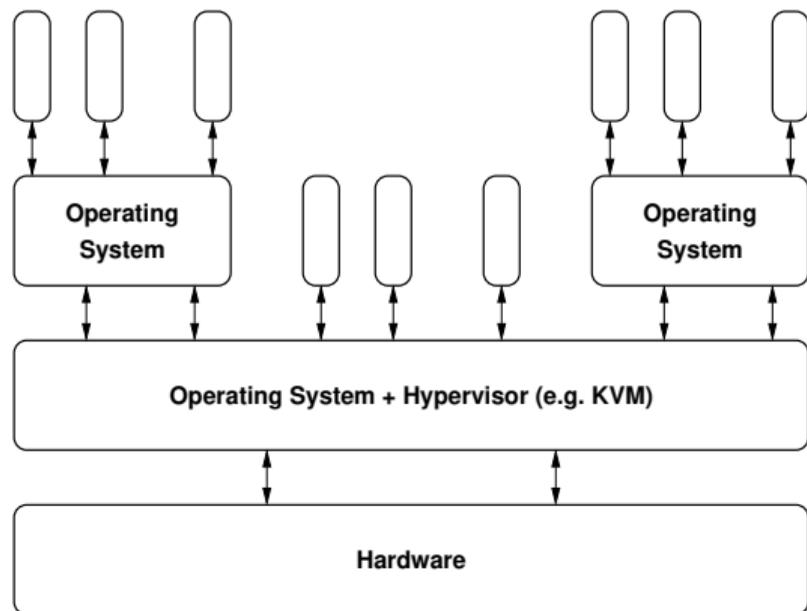 Operating
System
Operating
System
Operating System + Hypervisor (e.g. KVM)
Hardware